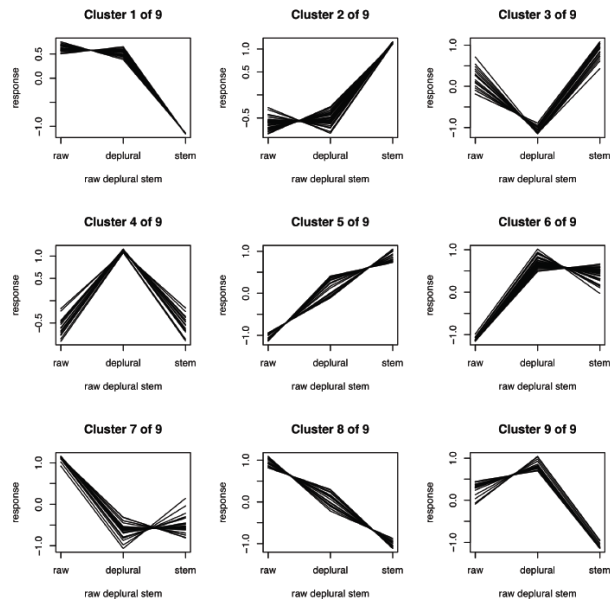 Cluster 1 of 9
response
0.5
0.0
−1.0
raw
deplural
stem
raw deplural stem
Cluster 2 of 9
response
1.0
0.5
−0.5
raw
deplural
stem
raw deplural stem
Cluster 3 of 9
response
1.0
0.0
−1.0
raw
deplural
stem
raw deplural stem
Cluster 4 of 9
response
1.0
0.5
−0.5
raw
deplural
stem
raw deplural stem
Cluster 5 of 9
response
1.0
0.0
−1.0
raw
deplural
stem
raw deplural stem
Cluster 6 of 9
response
1.0
0.0
−1.0
raw
deplural
stem
raw deplural stem
Cluster 7 of 9
response
1.0
0.0
−1.0
raw
deplural
stem
raw deplural stem
Cluster 8 of 9
response
1.0
0.0
−1.0
raw
deplural
stem
raw deplural stem
Cluster 9 of 9
response
1.0
0.0
−1.0
raw
deplural
stem
raw deplural stem